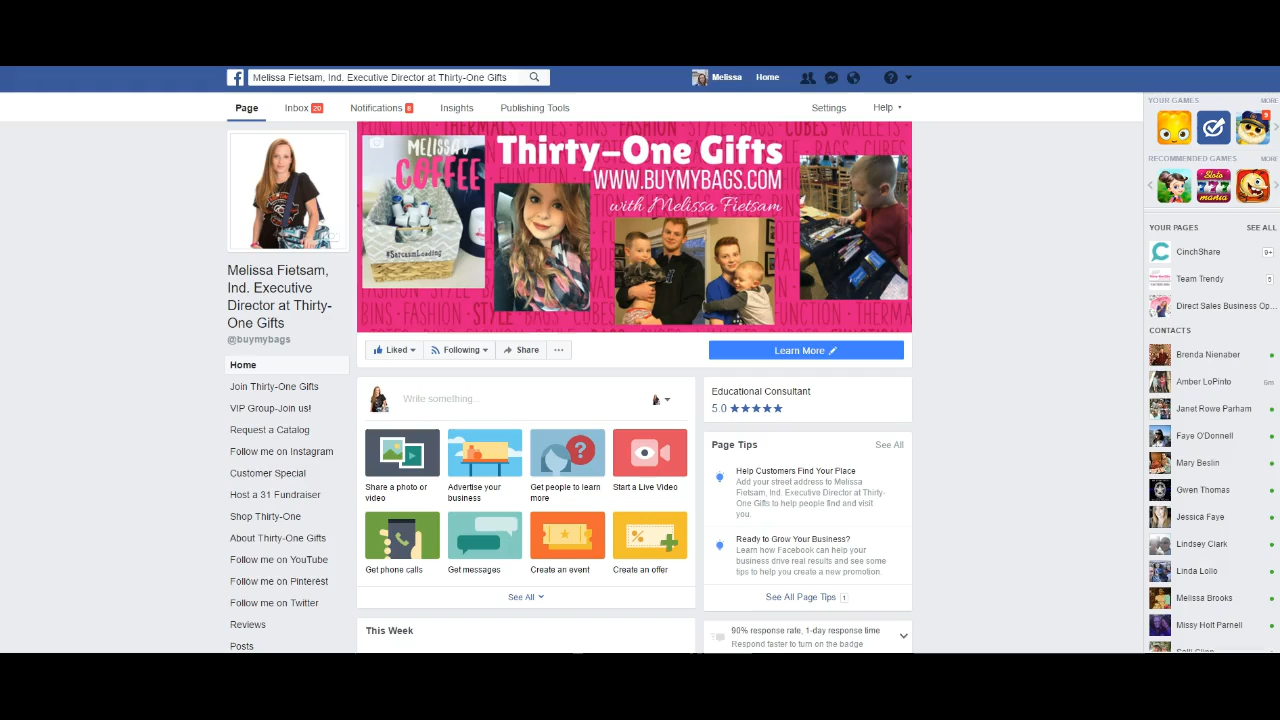 Melissa Fietsam, Ind. Executive Director at Thirty-One Gifts
Melissa
Home
Page
Inbox 20
Notifications 8
Insights
Publishing Tools
Settings
Help
MELISSA'S
COFFEE
#SarcasmLoading
Thirty-One Gifts
WWW.BUYMYBAGS.COM
with Melissa Fietsam
Melissa Fietsam,
Ind. Executive
Director at Thirty-
One Gifts
@buymybags
Home
Join Thirty-One Gifts
VIP Group-Join us!
Request a Catalog
Follow me on Instagram
Customer Special
Host a 31 Fundraiser
Shop Thirty-One
About Thirty-One Gifts
Follow me on YouTube
Follow me on Pinterest
Follow me on Twitter
Reviews
Posts
Liked
Following
Share
...
Learn More
Write something...
Share a photo or
video
Advertise your
business
Get people to learn
more
Start a Live Video
Get phone calls
Get messages
Create an event
Create an offer
See All
This Week
Educational Consultant
5.0 ★★★★★
Page Tips
See All
Help Customers Find Your Place
Add your street address to Melissa
Fietsam, Ind. Executive Director at Thirty-
One Gifts to help people find and visit
you.
Ready to Grow Your Business?
Learn how Facebook can help your
business drive real results and see some
tips to help you create a new promotion
See All Page Tips 1
90% response rate, 1-day response time
Respond faster to turn on the badge
YOUR GAMES
MORE
9
RECOMMENDED GAMES
MORE
Slots
777
mania
YOUR PAGES
SEE ALL
CinchShare
9+
Team Trendy
5
Direct Sales Business Op...
CONTACTS
Brenda Nienaber
Amber LoPinto
6m
Janet Rowe Parham
Faye O'Donnell
Mary Beslin
Gwen Thomas
Jessica Faye
Lindsey Clark
Linda Lollo
Melissa Brooks
Missy Holt Parnell